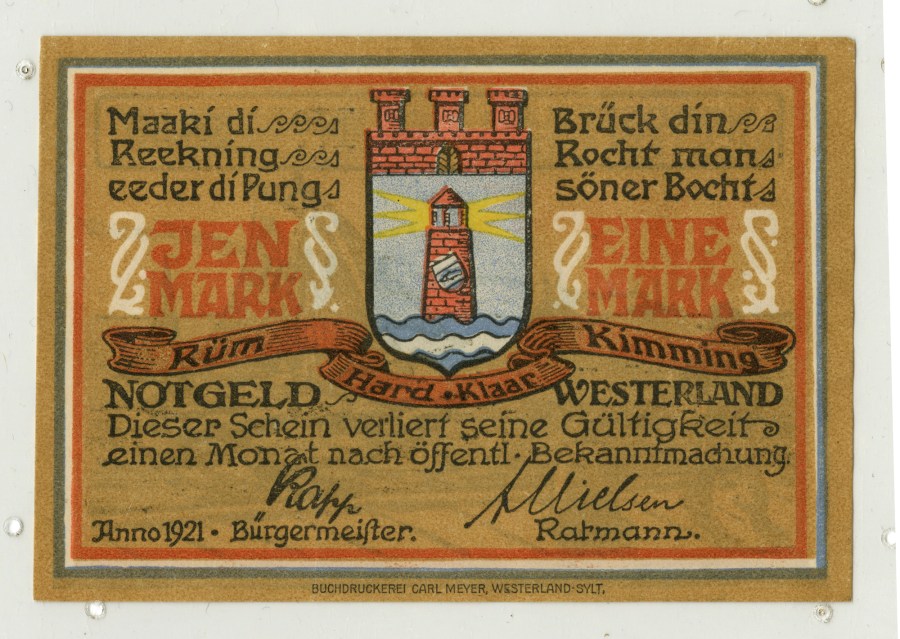 Maaki di
Reekning
eeder di Pung
JEN
MARK
Brück din
Rocht man
söner Bocht
EINE
MARK
Rüm Hard • Klaar Kimming
NOTGELD WESTERLAND
Dieser Schein verliert seine Gültigkeit
einen Monat nach öffentl. Bekanntmachung.
Rapp
A Nielsen
Anno 1921 • Bürgermeister. Ratmann.
BUCHDRUCKEREI CARL MEYER, WESTERLAND-SYLT.